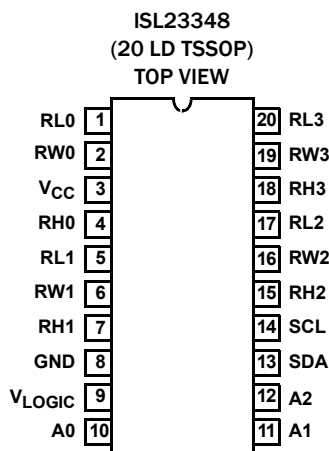 ISL23348
(20 LD TSSOP)
TOP VIEW
RL0 1 20 RL3
RW0 2 19 RW3
VCC 3 18 RH3
RH0 4 17 RL2
RL1 5 16 RW2
RW1 6 15 RH2
RH1 7 14 SCL
GND 8 13 SDA
VLOGIC 9 12 A2
A0 10 11 A1